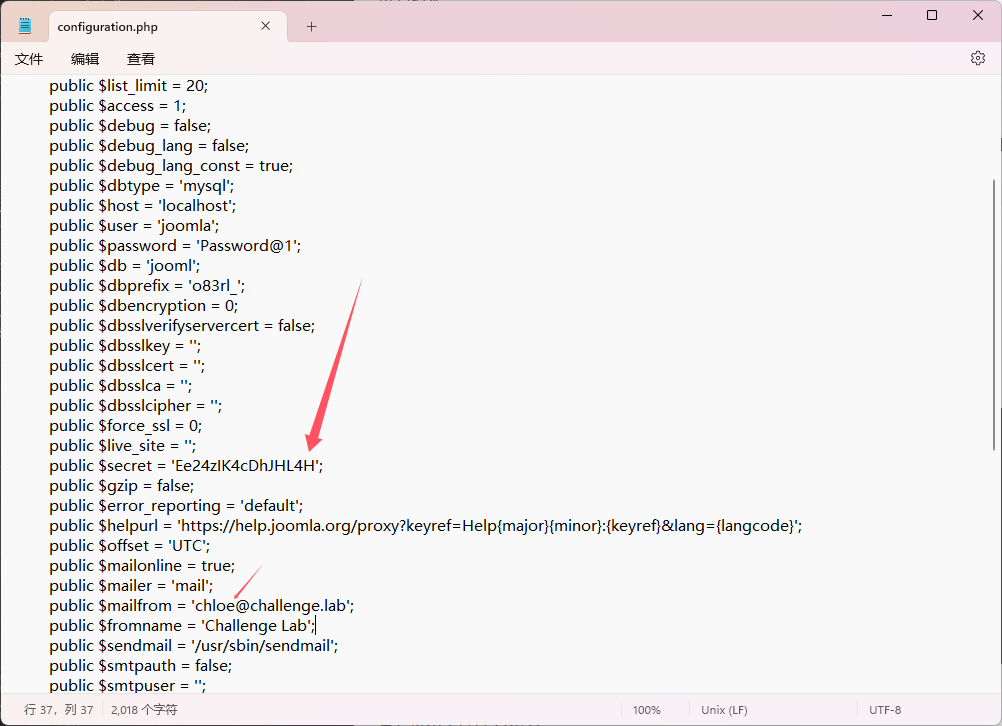 configuration.php
文件 编辑 查看
public $list_limit = 20;
public $access = 1;
public $debug = false;
public $debug_lang = false;
public $debug_lang_const = true;
public $dbtype = 'mysql';
public $host = 'localhost';
public $user = 'joomla';
public $password = 'Password@1';
public $db = 'jooml';
public $dbprefix = 'o83rl_';
public $dbencryption = 0;
public $dbsslverifyservercert = false;
public $dbsslkey = '';
public $dbsslcert = '';
public $dbsslca = '';
public $dbsslcipher = '';
public $force_ssl = 0;
public $live_site = '';
public $secret = 'Ee24zIK4cDhJHL4H';
public $gzip = false;
public $error_reporting = 'default';
public $helpurl = 'https://help.joomla.org/proxy?keyref=Help{major}{minor}:{keyref}&lang={langcode}';
public $offset = 'UTC';
public $mailonline = true;
public $mailer = 'mail';
public $mailfrom = 'chloe@challenge.lab';
public $fromname = 'Challenge Lab';
public $sendmail = '/usr/sbin/sendmail';
public $smtpauth = false;
public $smtpuser = '';
行 37，列 37 2,018 个字符 100% Unix (LF) UTF-8